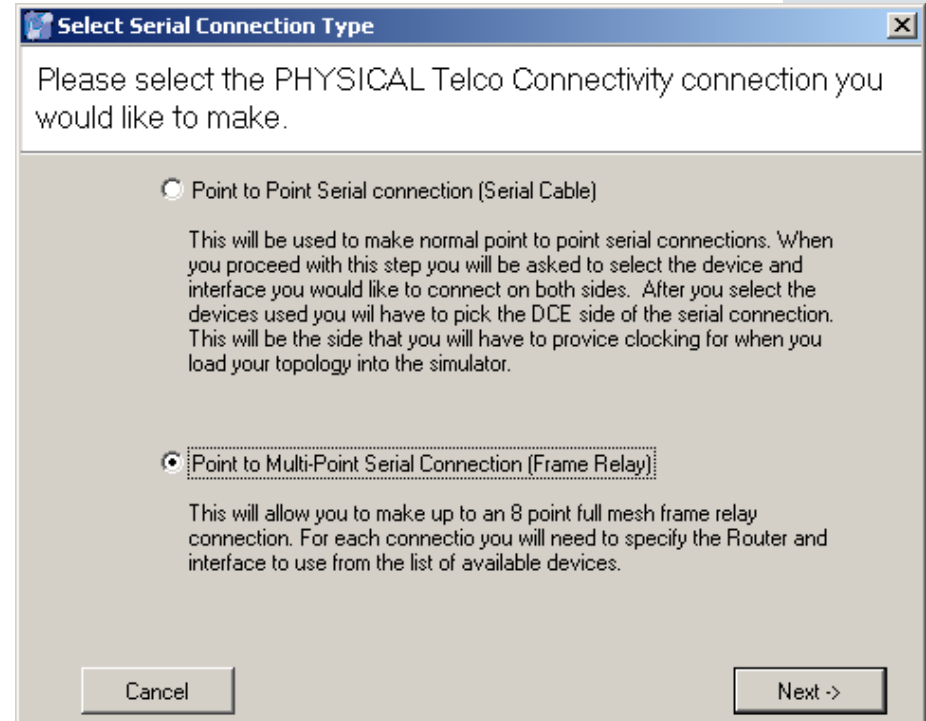 Select Serial Connection Type
Please select the PHYSICAL Telco Connectivity connection you
would like to make.
Point to Point Serial connection (Serial Cable)
This will be used to make normal point to point serial connections. When
you proceed with this step you will be asked to select the device and
interface you would like to connect on both sides. After you select the
devices used you wil have to pick the DCE side of the serial connection.
This will be the side that you will have to provice clocking for when you
load your topology into the simulator.
Point to Multi-Point Serial Connection (Frame Relay)
This will allow you to make up to an 8 point full mesh frame relay
connection. For each connectio you will need to specify the Router and
interface to use from the list of available devices.
Cancel
Next ->